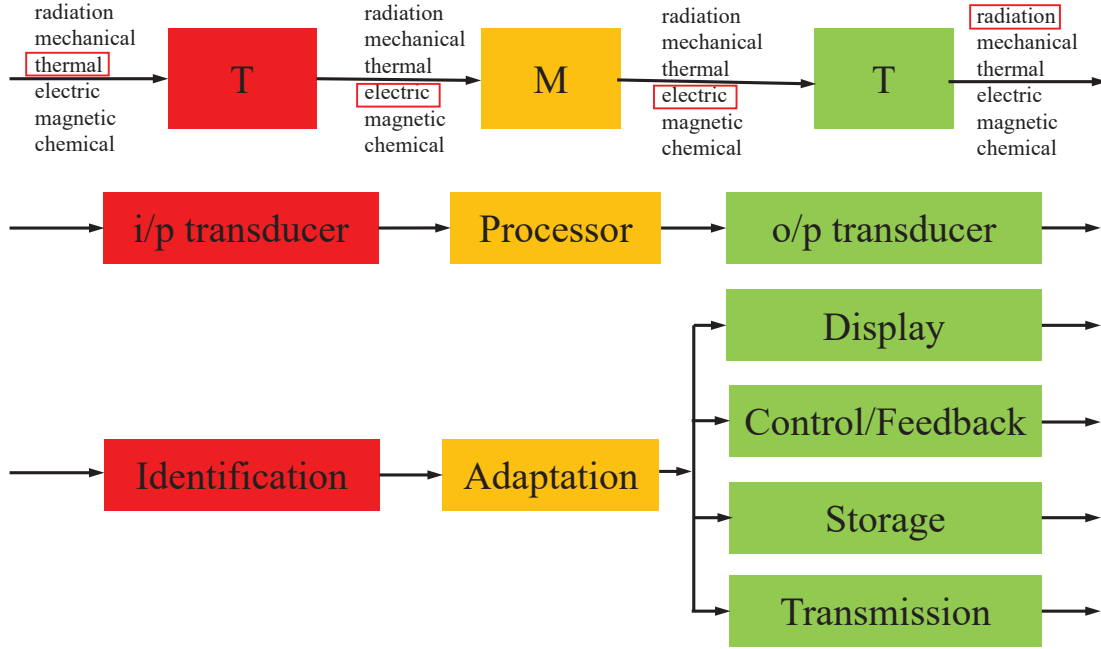 radiation
mechanical
thermal
electric
magnetic
chemical
T
radiation
mechanical
thermal
electric
magnetic
chemical
M
radiation
mechanical
thermal
electric
magnetic
chemical
T
radiation
mechanical
thermal
electric
magnetic
chemical
i/p transducer
Processor
o/p transducer
Identification
Adaptation
Display
Control/Feedback
Storage
Transmission